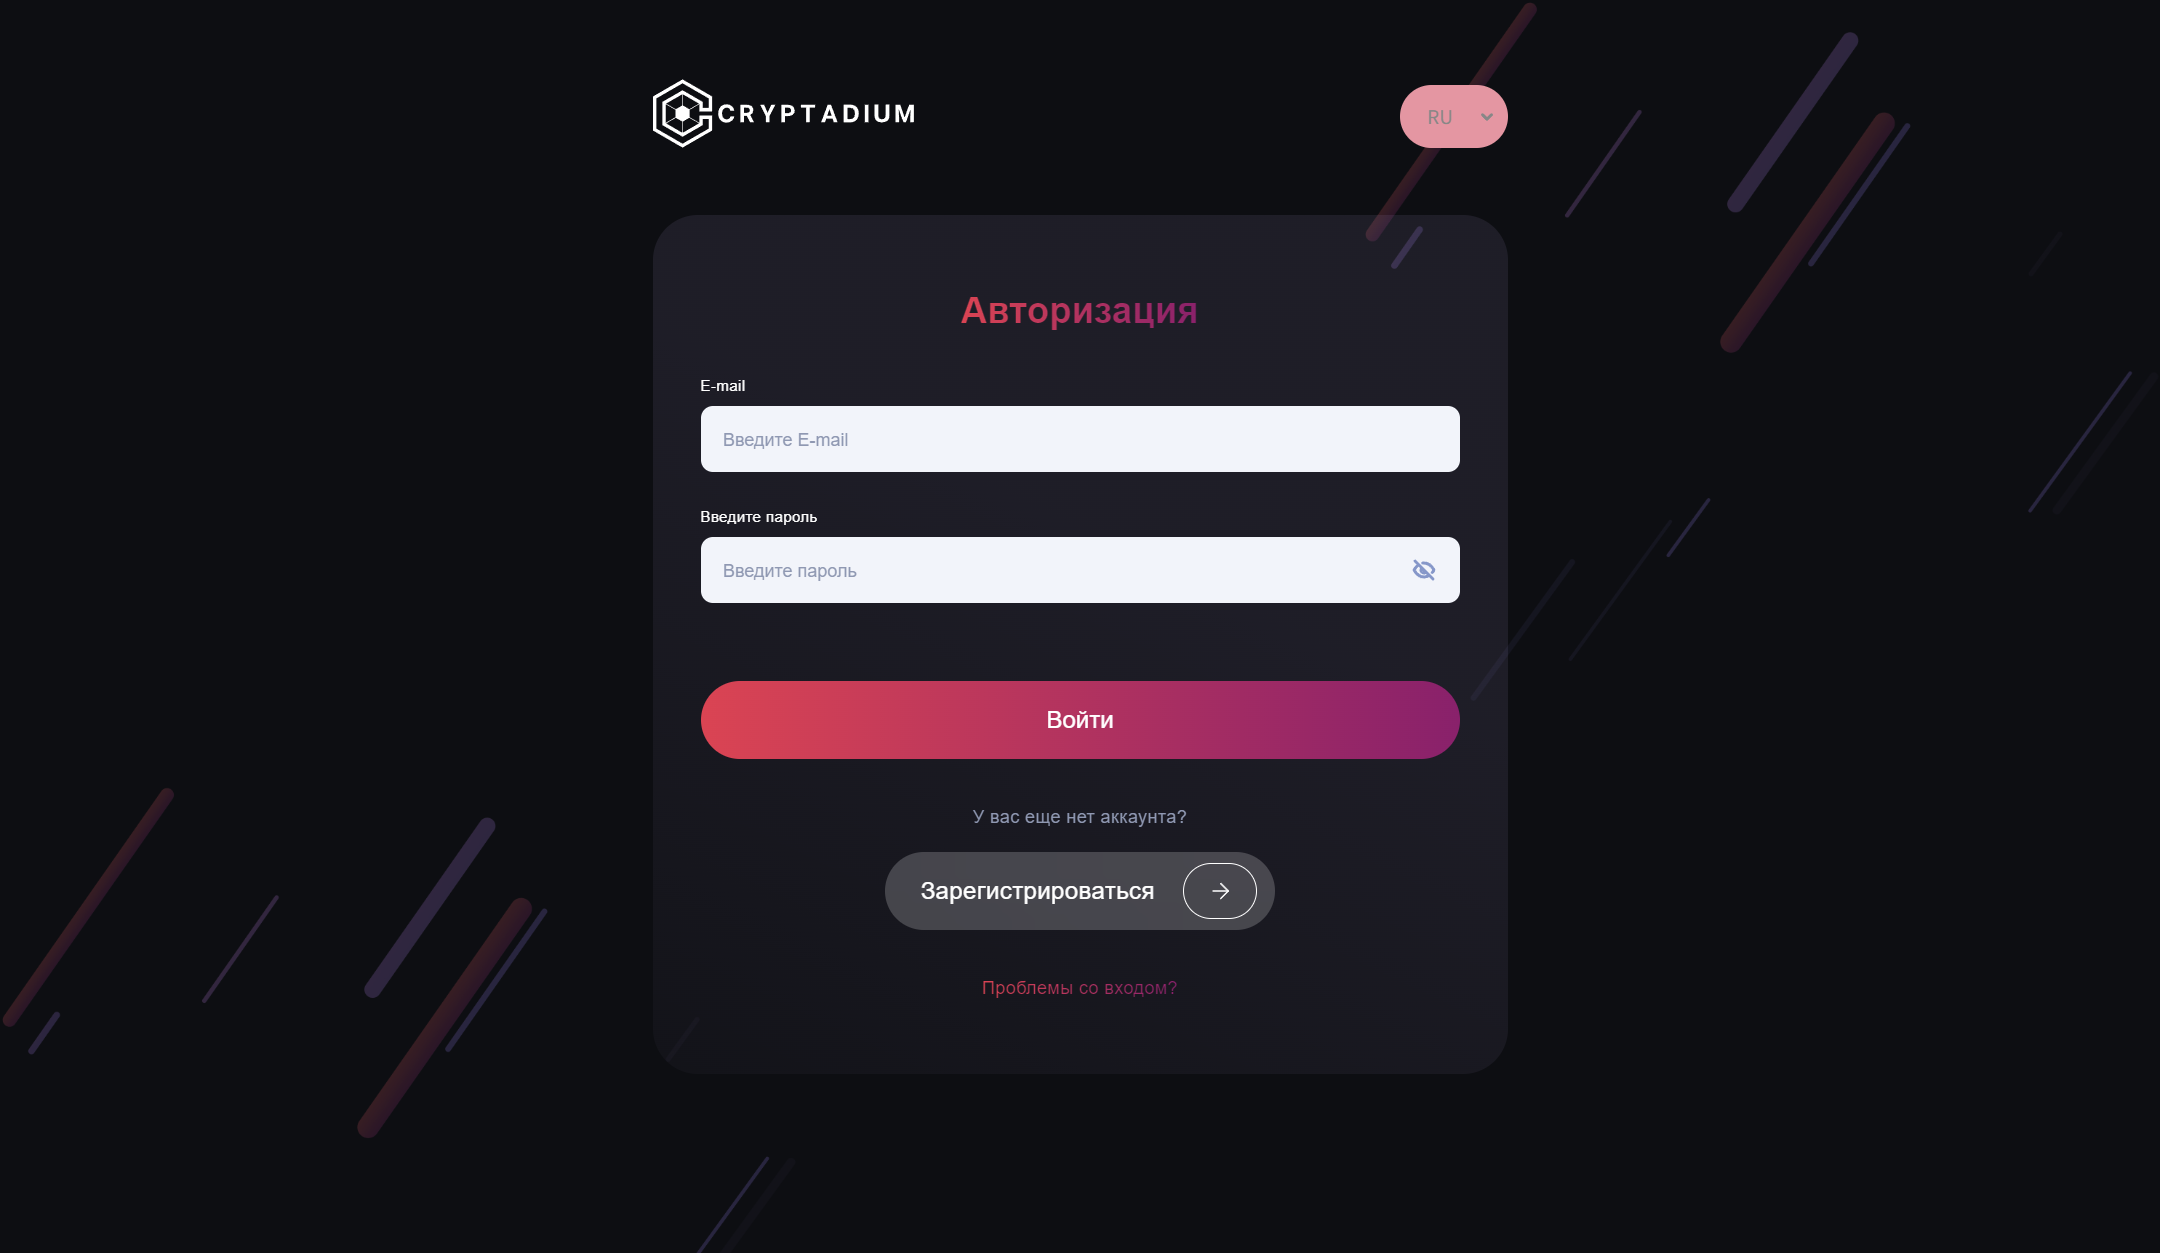 CRYPTADIUM
RU
Авторизация
E-mail
Введите E-mail
Введите пароль
Введите пароль
Войти
У вас еще нет аккаунта?
Зарегистрироваться
Проблемы со входом?